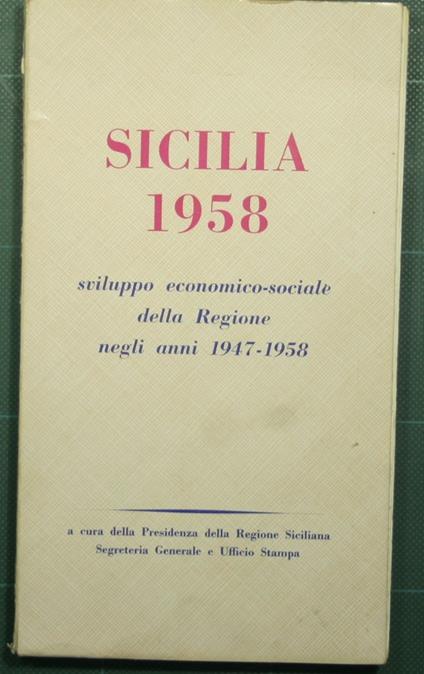 SICILIA
1958
sviluppo economico-sociale
della Regione
negli anni 1947-1958
a cura della Presidenza della Regione Siciliana
Segreteria Generale e Ufficio Stampa